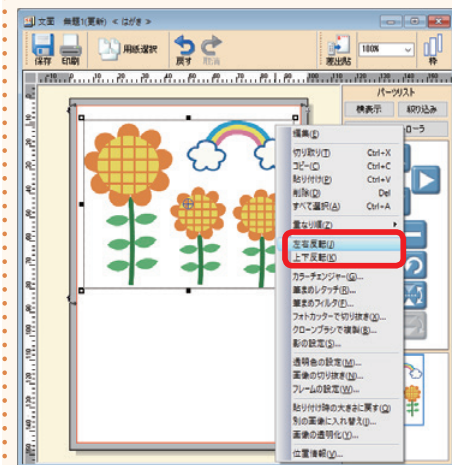 文面 無題1(更新) ≪ はがき ≫
保存 印刷 用紙選択 戻す 取消 差出帖 100% 枠
パーツリスト
横表示 絞り込み
ローラ
編集(E)
切り取り(T) Ctrl+X
コピー(C) Ctrl+C
貼り付け(P) Ctrl+V
削除(D) Del
すべて選択(A) Ctrl+A
重なり順(Z)
左右反転(J)
上下反転(K)
カラーチェンジャー(G)...
筆まめレタッチ(R)...
筆まめフィルタ(F)...
フォトカッターで切り抜き(X)...
クローンブラシで複製(B)...
影の設定(S)...
透明色の設定(M)...
画像の切り抜き(N)...
フレームの設定(W)...
貼り付け時の大きさに戻す(Q)
別の画像に入れ替え(I)...
画像の透明化(Y)...
位置情報(V)...